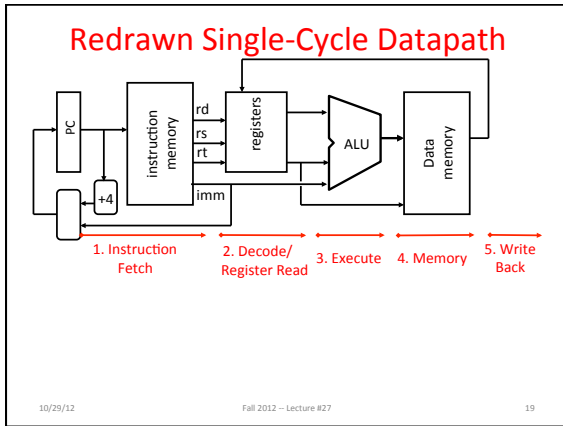 Redrawn Single-Cycle Datapath
PC
instruction
memory
+4
rd
rs
rt
imm
registers
ALU
Data
memory
1. Instruction
Fetch
2. Decode/
Register Read
3. Execute
4. Memory
5. Write
Back
10/29/12
Fall 2012 -- Lecture #27
19